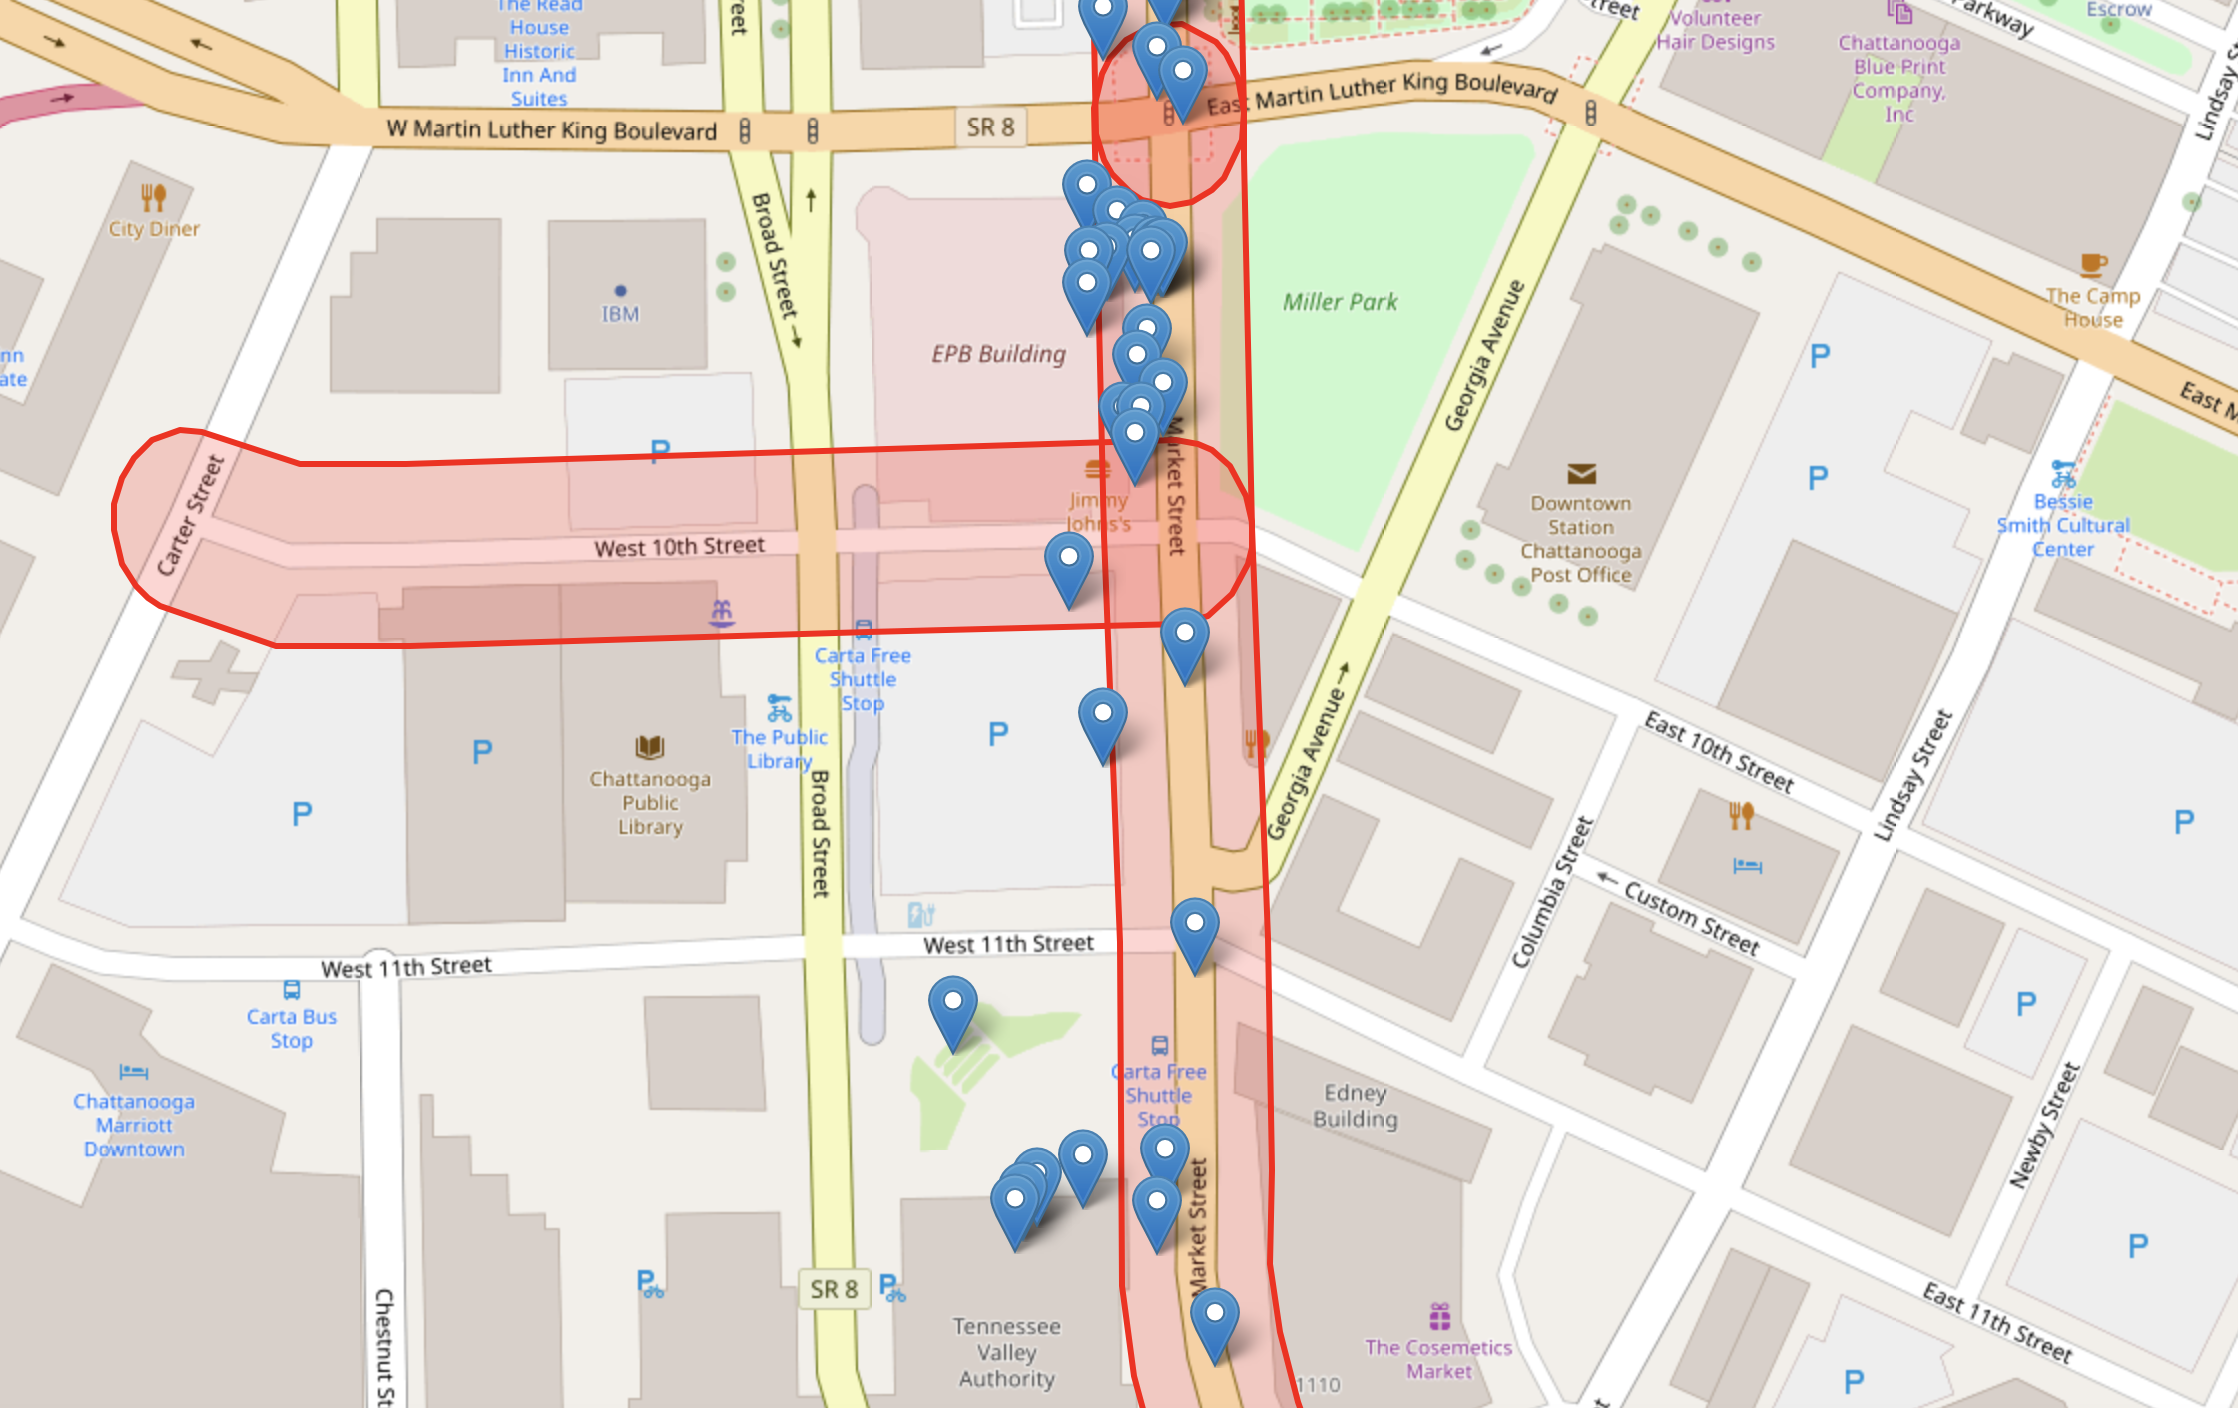 The Read
House
Historic
Inn And
Suites
Volunteer
Hair Designs
Chattanooga
Blue Print
Company,
Inc
Parkway
Escrow
Lindsay S
W Martin Luther King Boulevard
SR 8
East Martin Luther King Boulevard
City Diner
IBM
Broad Street
EPB Building
Miller Park
Georgia Avenue
The Camp
House
East M
Carter Street
West 10th Street
Jimmy
Johns's
Market Street
Downtown
Station
Chattanooga
Post Office
Bessie
Smith Cultural
Center
P
P
P
Carta Free
Shuttle
Stop
The Public
Library
Chattanooga
Public
Library
P
P
P
Broad Street
Georgia Avenue
East 10th Street
Lindsay Street
P
Columbia Street
Custom Street
West 11th Street
West 11th Street
Carta Bus
Stop
Chattanooga
Marriott
Downtown
Carta Free
Shuttle
Stop
Edney
Building
P
Newby Street
Market Street
P
SR 8
P
P
Chestnut St
Tennessee
Valley
Authority
The Cosemetics
Market
1110
East 11th Street
P